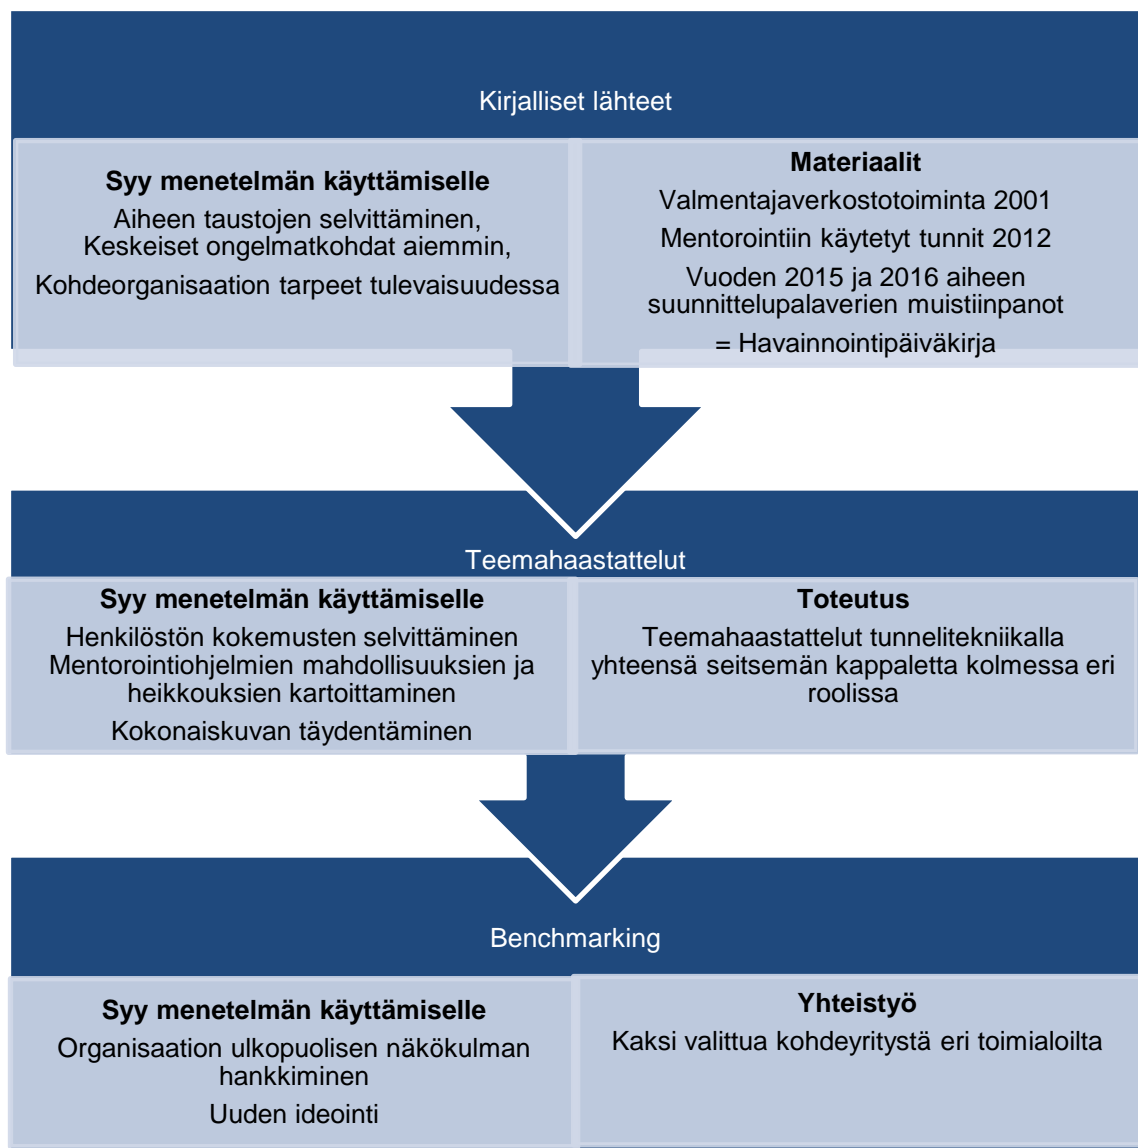 Kirjalliset lähteet
Syy menetelmän käyttämiselle
Aiheen taustojen selvittäminen,
Keskeiset ongelmatkohdat aiemmin,
Kohdeorganisaation tarpeet tulevaisuudessa
Materiaalit
Valmentajaverkostotoiminta 2001
Mentorointiin käytetyt tunnit 2012
Vuoden 2015 ja 2016 aiheen
suunnittelupalaverien muistiinpanot
= Havainnointipäiväkirja
Teemahaastattelut
Syy menetelmän käyttämiselle
Henkilöstön kokemusten selvittäminen
Mentorointiohjelmien mahdollisuuksien ja
heikkouksien kartoittaminen
Kokonaiskuvan täydentäminen
Toteutus
Teemahaastattelut tunnelitekniikalla
yhteensä seitsemän kappaletta kolmessa eri
roolissa
Benchmarking
Syy menetelmän käyttämiselle
Organisaation ulkopuolisen näkökulman
hankkiminen
Uuden ideointi
Yhteistyö
Kaksi valittua kohdeyritystä eri toimialoilta